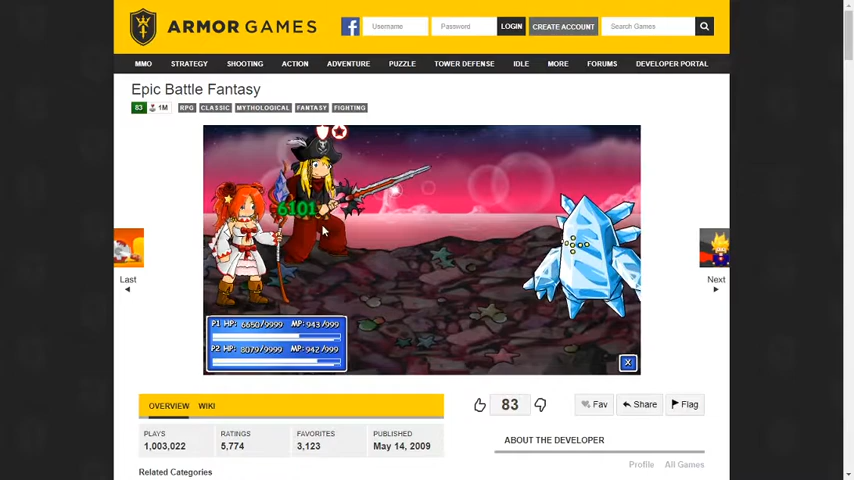 ARMOR GAMES
Username
Password
LOGIN
CREATE ACCOUNT
Search Games
MMO STRATEGY SHOOTING ACTION ADVENTURE PUZZLE TOWER DEFENSE IDLE MORE FORUMS DEVELOPER PORTAL
Epic Battle Fantasy
83 1M RPG CLASSIC MYTHOLOGICAL FANTASY FIGHTING
6101
P1 HP: 6650/9999 MP: 943/999
P2 HP: 8079/9999 MP: 942/999
X
Last
Next
OVERVIEW WIKI
83
Fav Share Flag
PLAYS RATINGS FAVORITES PUBLISHED
1,003,022 5,774 3,123 May 14, 2009
ABOUT THE DEVELOPER
Profile All Games
Related Categories